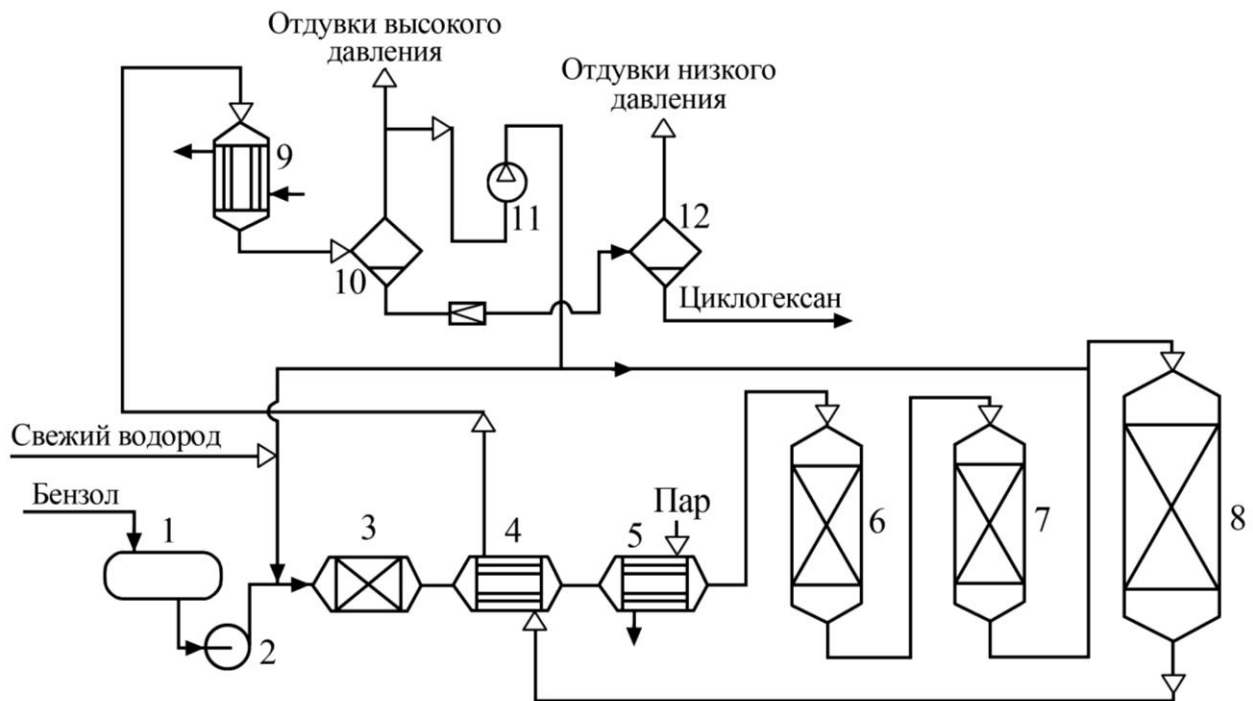 Отдувки высокого
давления
Отдувки низкого
давления
9
10
11
12
Циклогексан
Свежий водород
Бензол
Пар
1
2
3
4
5
6
7
8